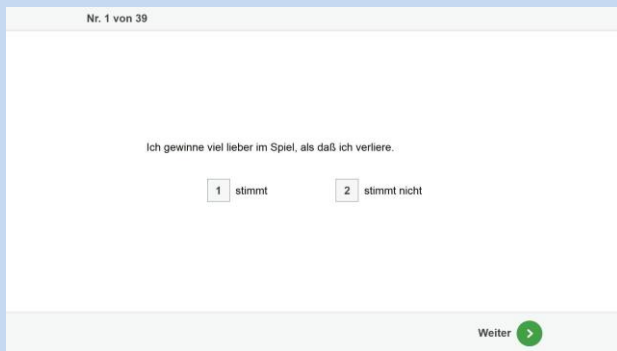 Nr. 1 von 39
Ich gewinne viel lieber im Spiel, als daß ich verliere.
1 stimmt 2 stimmt nicht
Weiter